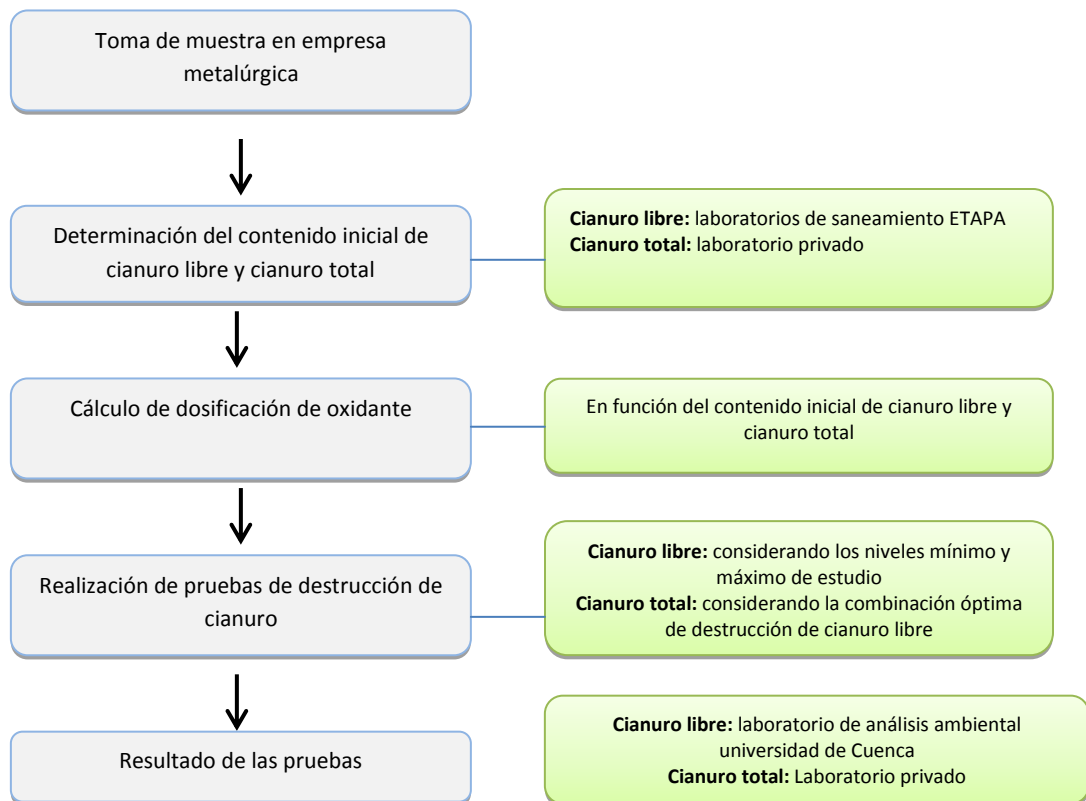 Toma de muestra en empresa
metalúrgica
Determinación del contenido inicial de
cianuro libre y cianuro total
Cianuro libre: laboratorios de saneamiento ETAPA
Cianuro total: laboratorio privado
Cálculo de dosificación de oxidante
En función del contenido inicial de cianuro libre y
cianuro total
Realización de pruebas de destrucción de
cianuro
Cianuro libre: considerando los niveles mínimo y
máximo de estudio
Cianuro total: considerando la combinación óptima
de destrucción de cianuro libre
Resultado de las pruebas
Cianuro libre: laboratorio de análisis ambiental
universidad de Cuenca
Cianuro total: Laboratorio privado